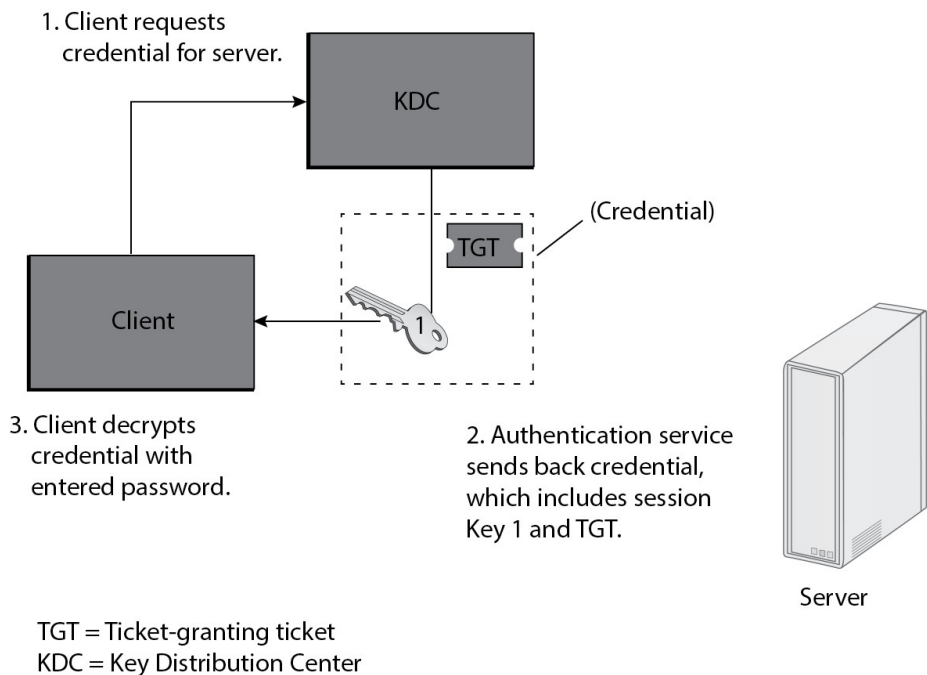 1. Client requests
credential for server.
KDC
(Credential)
TGT
Client
1
3. Client decrypts
credential with
entered password.
2. Authentication service
sends back credential,
which includes session
Key 1 and TGT.
Server
TGT = Ticket-granting ticket
KDC = Key Distribution Center